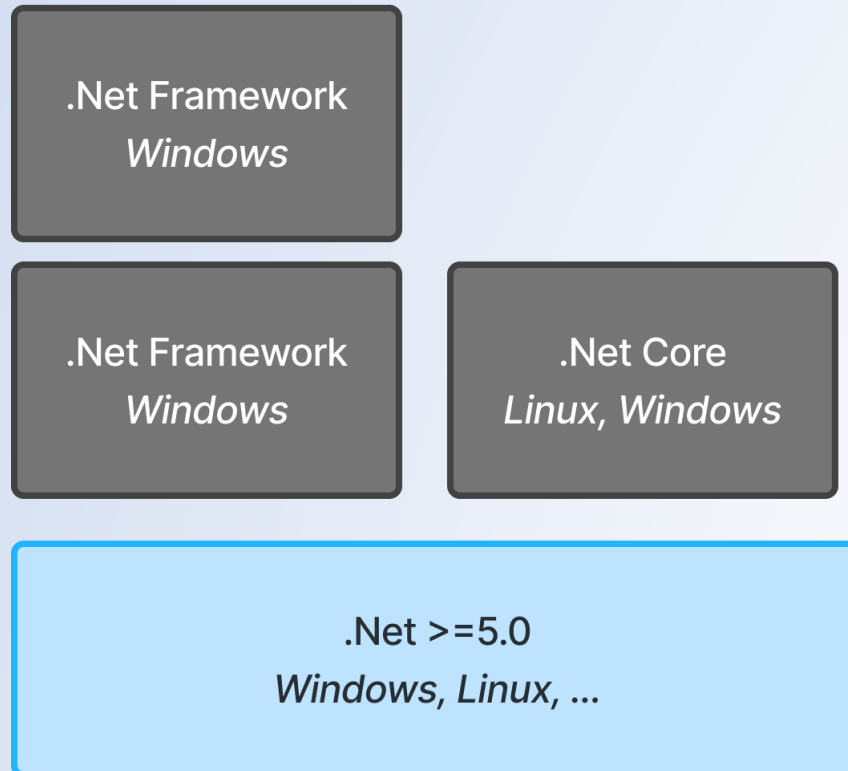 .Net Framework
Windows
.Net Framework
Windows
.Net Core
Linux, Windows
.Net >=5.0
Windows, Linux, ...